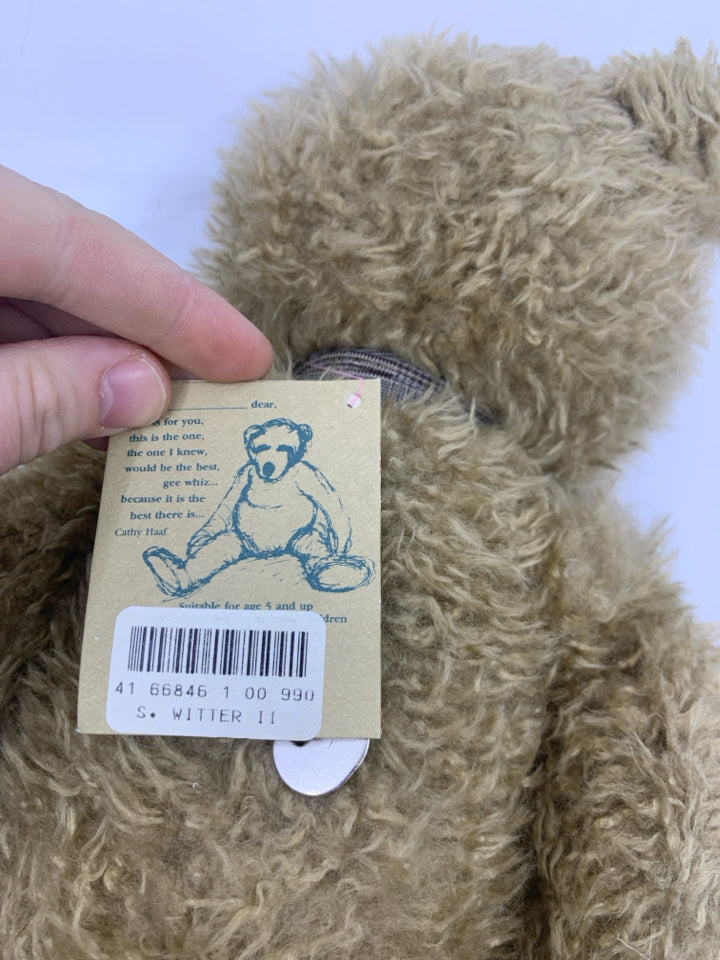 dear,
is for you,
this is the one,
the one I knew,
would be the best,
gee whiz...
because it is the
best there is...
Cathy Haaf
Suitable for age 5 and up
41 66846 1 00 990
S. WITTER II